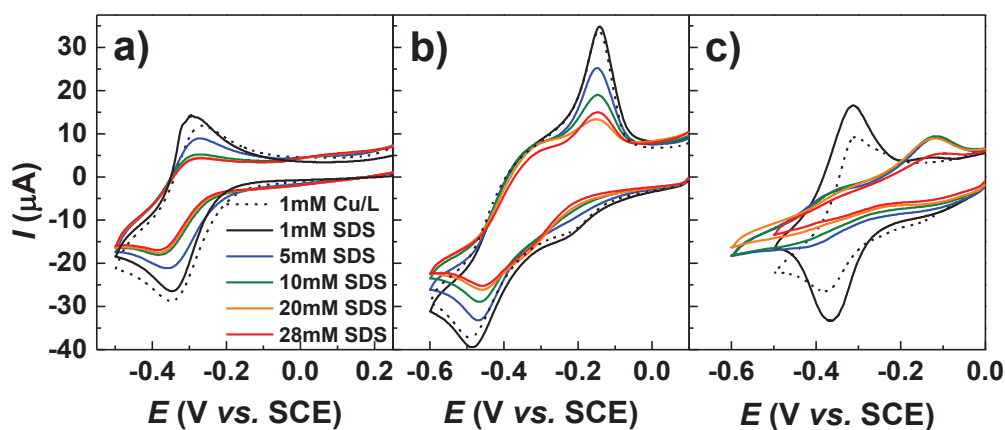 a) b) c)
30
20
10
0
-10
-20
-30
-40
I (μA)
1mM Cu/L
1mM SDS
5mM SDS
10mM SDS
20mM SDS
28mM SDS
-0.4 -0.2 0.0 0.2 -0.6 -0.4 -0.2 0.0 -0.6 -0.4 -0.2 0.0
E (V vs. SCE) E (V vs. SCE) E (V vs. SCE)